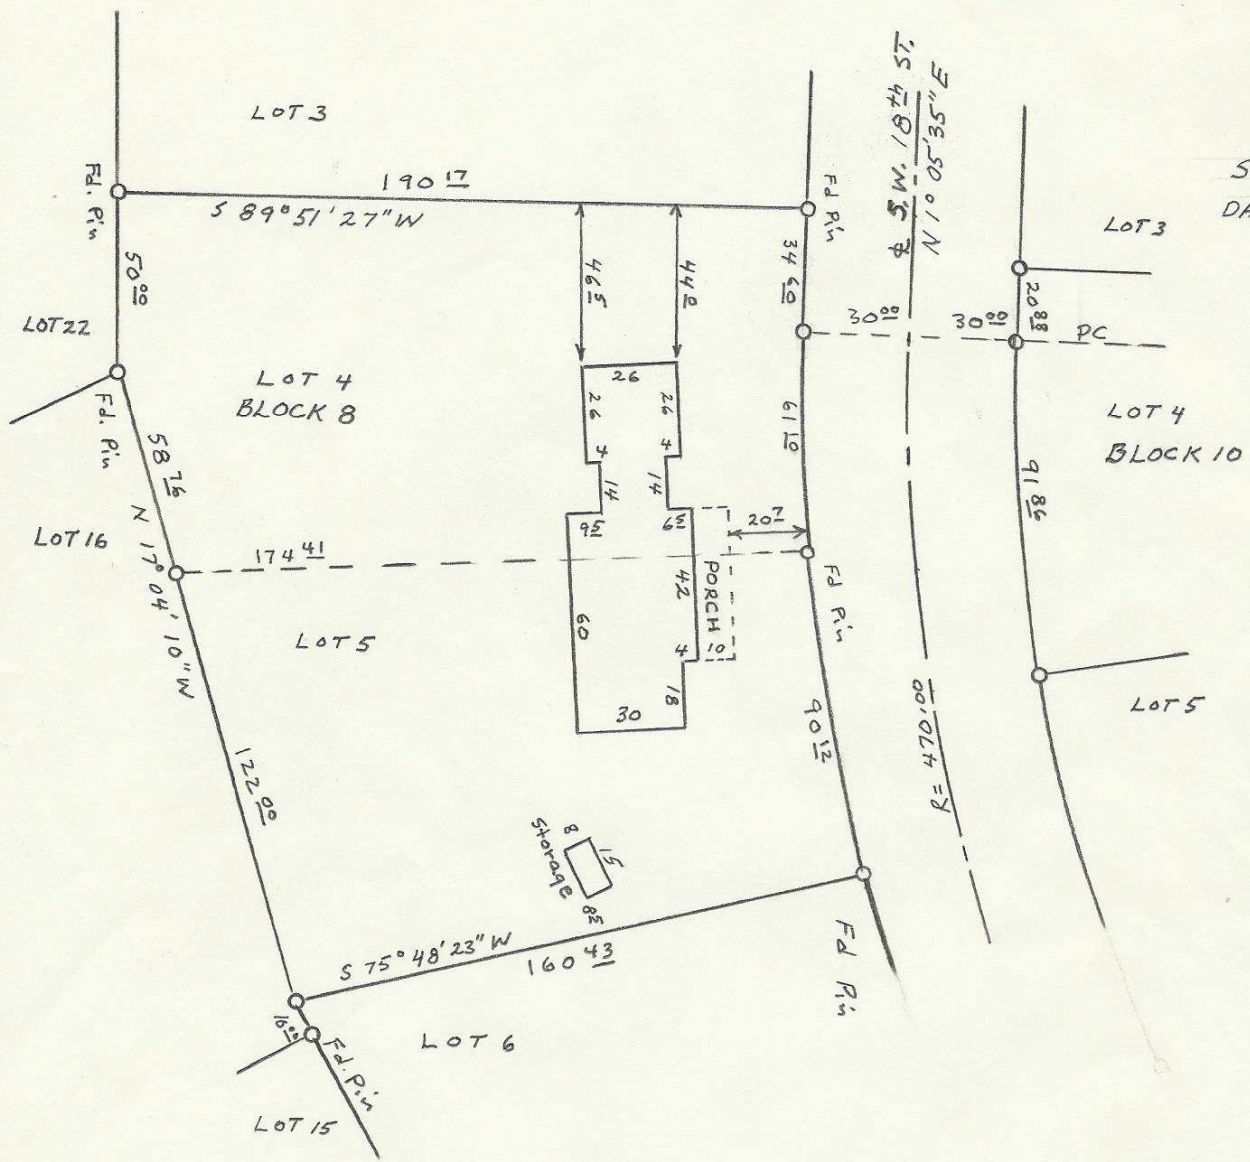 LOT 3
190 17
S 89° 51' 27" W
Fd. Pin
50 00
LOT 22
Fd. Pin
LOT 4
BLOCK 8
58 76
LOT 16
N 17° 04' 10" W
174 41
LOT 5
122 00
46 5
44 0
26
26
26
4
4
14
14
9 5
6 5
60
42
PORCH
10
4
18
30
20 7
Storage
8
15
8 5
S 75° 48' 23" W
160 43
16 00
Fd. Pin
LOT 6
LOT 15
Fd Pin
34 60
61 10
Fd Pin
90 12
Fd Pin
℄ S.W. 18th ST.
N 1° 05' 35" E
30 00
30 00
PC
R = 470.00
LOT 3
20 88
LOT 4
BLOCK 10
91 86
LOT 5
S
DA